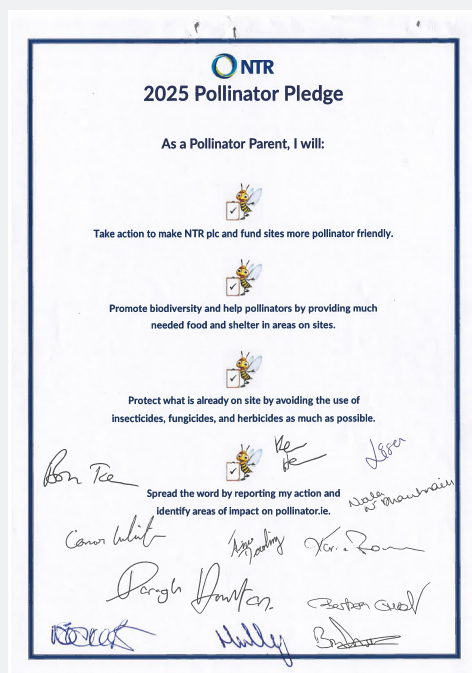 NTR
2025 Pollinator Pledge
As a Pollinator Parent, I will:
Take action to make NTR plc and fund sites more pollinator friendly.
Promote biodiversity and help pollinators by providing much
needed food and shelter in areas on sites.
Protect what is already on site by avoiding the use of
insecticides, fungicides, and herbicides as much as possible.
Spread the word by reporting my action and
identify areas of impact on pollinator.ie.
Conor
Darragh